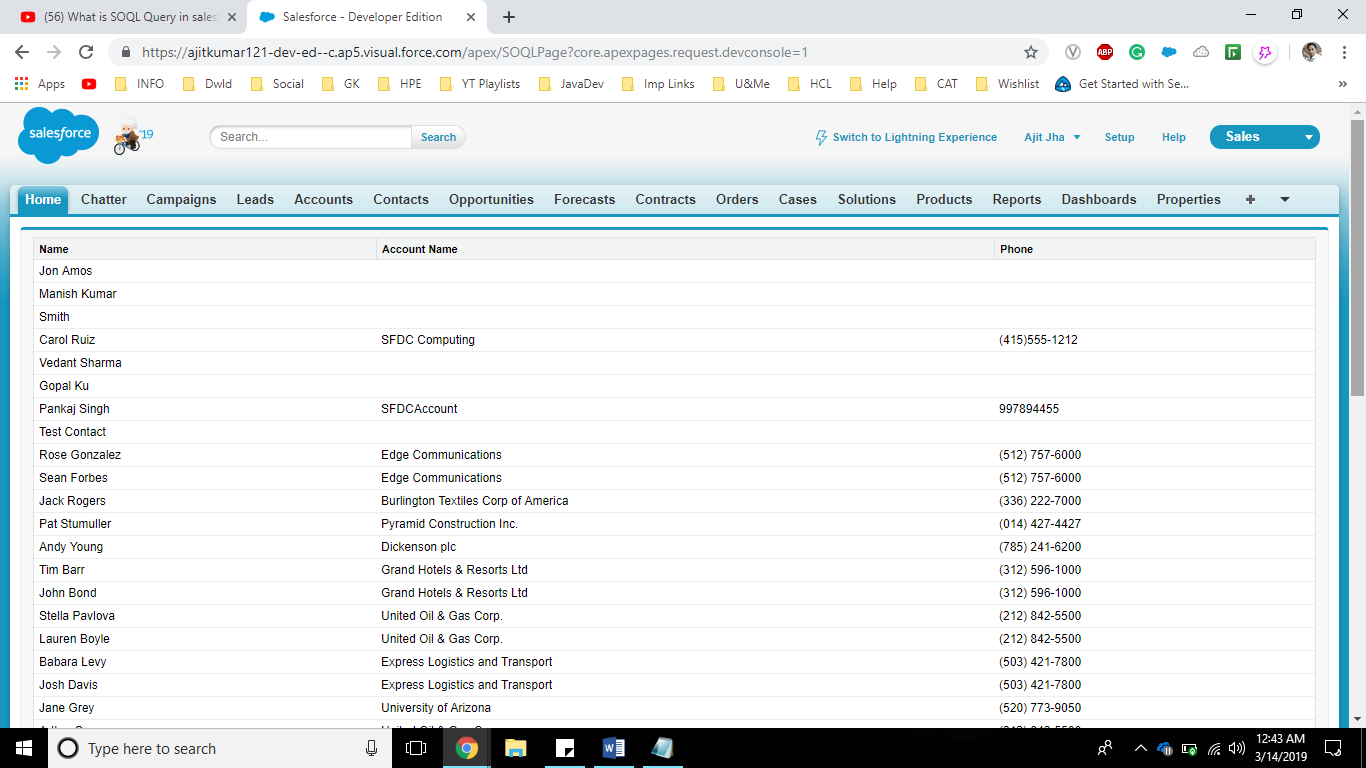 (56) What is SOQL Query in sales
Salesforce - Developer Edition
https://ajitkumar121-dev-ed--c.ap5.visual.force.com/apex/SOQLPage?core.apexpages.request.devconsole=1
ABP
Apps INFO Dwld Social GK HPE YT Playlists JavaDev Imp Links U&Me HCL Help CAT Wishlist Get Started with Se...
salesforce '19 Search... Search Switch to Lightning Experience Ajit Jha Setup Help Sales
Home Chatter Campaigns Leads Accounts Contacts Opportunities Forecasts Contracts Orders Cases Solutions Products Reports Dashboards Properties +
Name Account Name Phone
Jon Amos
Manish Kumar
Smith
Carol Ruiz SFDC Computing (415)555-1212
Vedant Sharma
Gopal Ku
Pankaj Singh SFDCAccount 997894455
Test Contact
Rose Gonzalez Edge Communications (512) 757-6000
Sean Forbes Edge Communications (512) 757-6000
Jack Rogers Burlington Textiles Corp of America (336) 222-7000
Pat Stumuller Pyramid Construction Inc. (014) 427-4427
Andy Young Dickenson plc (785) 241-6200
Tim Barr Grand Hotels & Resorts Ltd (312) 596-1000
John Bond Grand Hotels & Resorts Ltd (312) 596-1000
Stella Pavlova United Oil & Gas Corp. (212) 842-5500
Lauren Boyle United Oil & Gas Corp. (212) 842-5500
Babara Levy Express Logistics and Transport (503) 421-7800
Josh Davis Express Logistics and Transport (503) 421-7800
Jane Grey University of Arizona (520) 773-9050
Type here to search
12:43 AM
3/14/2019